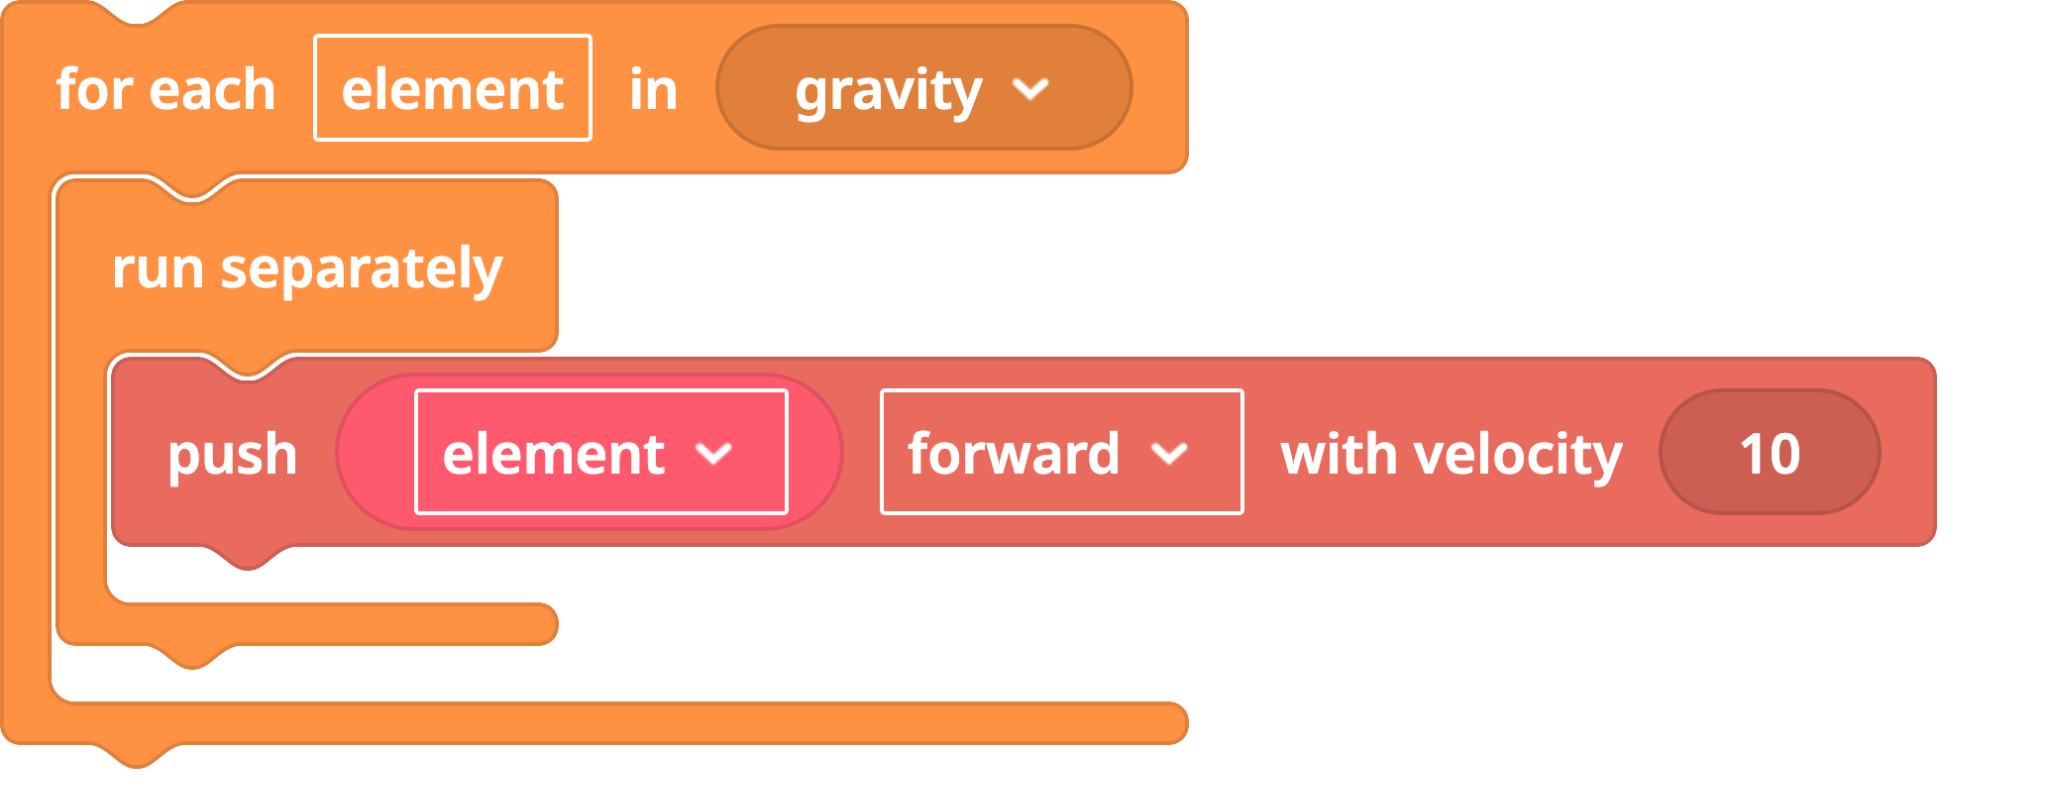 for each element in gravity
run separately
push element forward with velocity 10